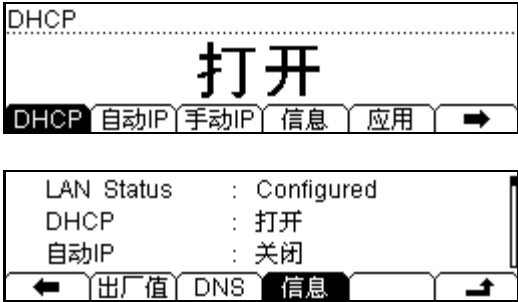 DHCP
打开
DHCP 自动IP 手动IP 信息 应用
LAN Status : Configured
DHCP : 打开
自动IP : 关闭
出厂值 DNS 信息